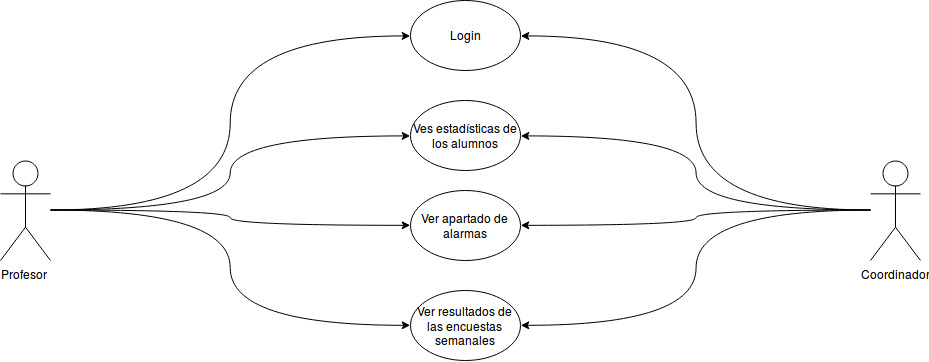 Login
Ves estadísticas de
los alumnos
Ver apartado de
alarmas
Profesor
Coordinador
Ver resultados de
las encuestas
semanales